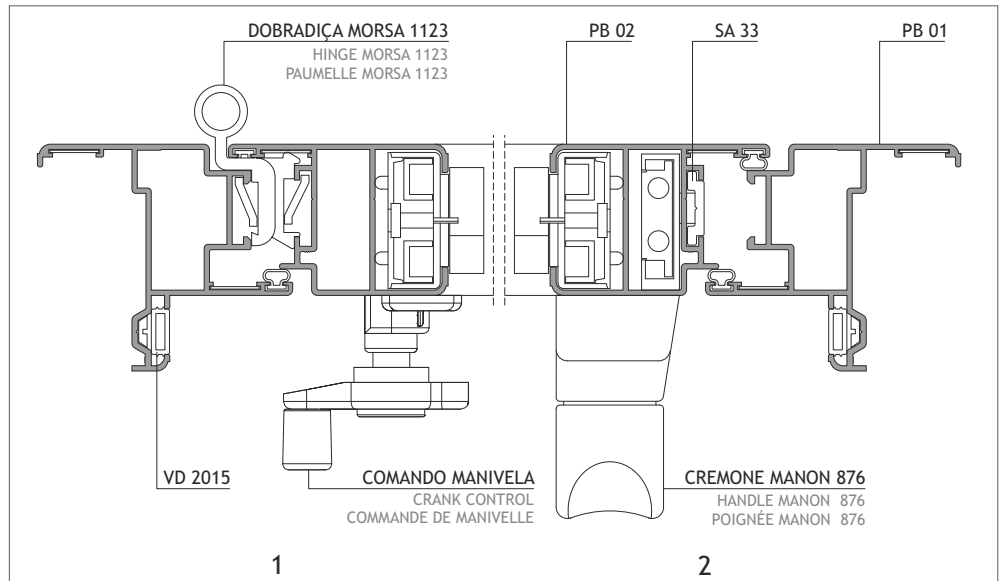 DOBRADIÇA MORSA 1123
HINGE MORSA 1123
PAUMELLE MORSA 1123
PB 02
SA 33
PB 01
VD 2015
COMANDO MANIVELA
CRANK CONTROL
COMMANDE DE MANIVELLE
CREMONE MANON 876
HANDLE MANON 876
POIGNÉE MANON 876
1
2